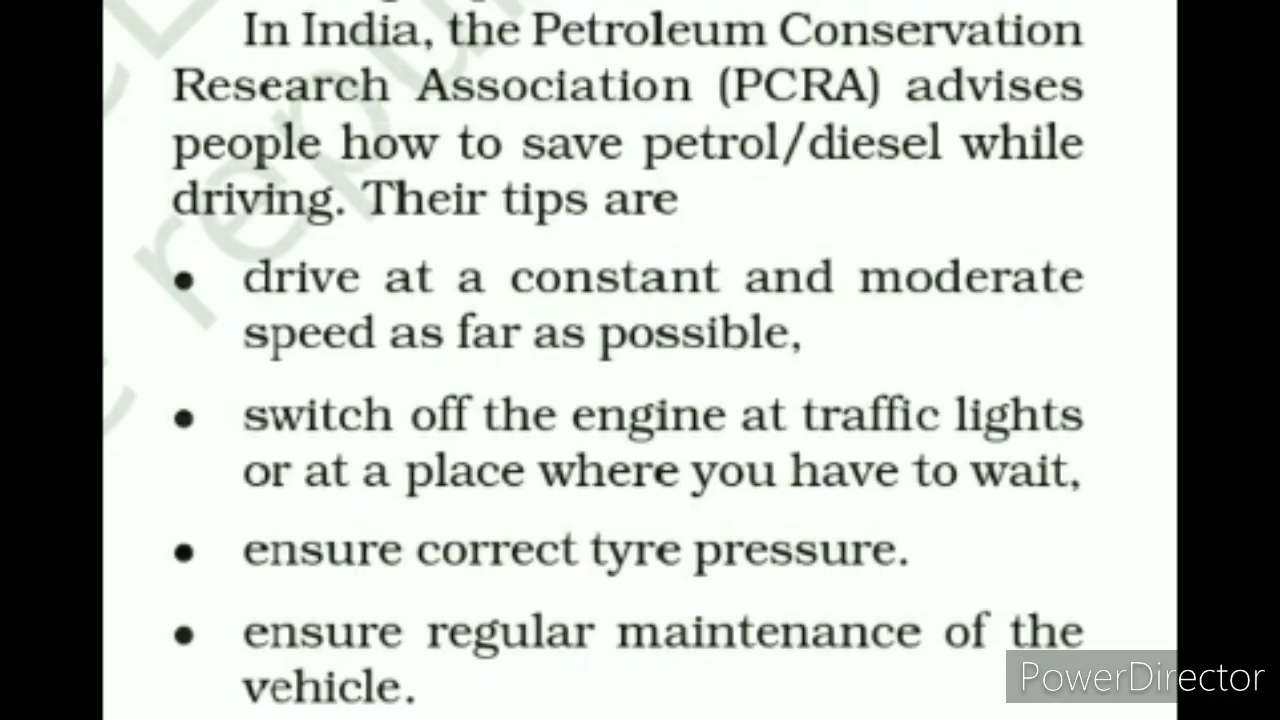 In India, the Petroleum Conservation
Research Association (PCRA) advises
people how to save petrol/diesel while
driving. Their tips are
• drive at a constant and moderate
speed as far as possible,
• switch off the engine at traffic lights
or at a place where you have to wait,
• ensure correct tyre pressure.
• ensure regular maintenance of the
vehicle.
PowerDirector